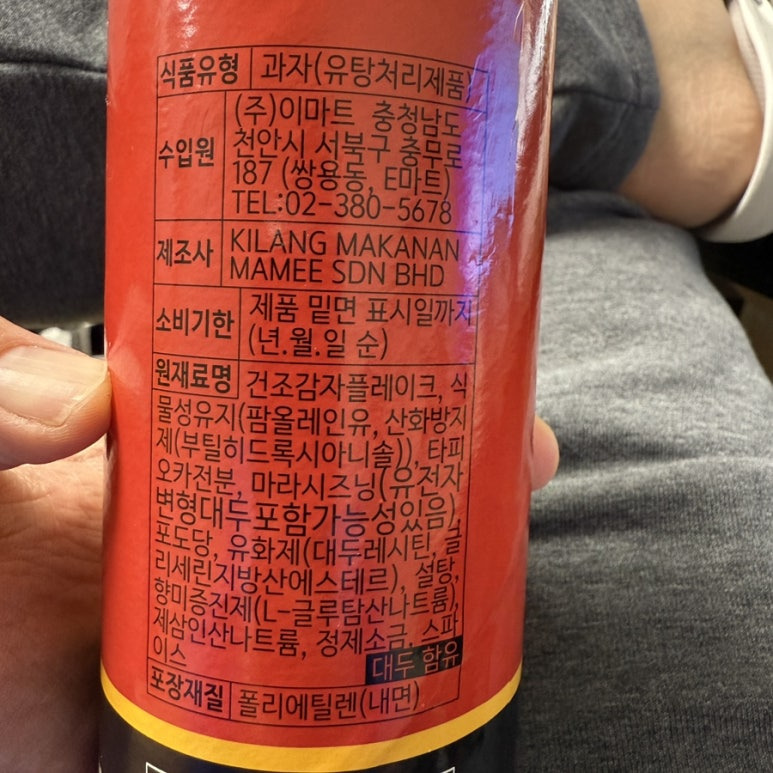 식품유형 과자(유탕처리제품)
수입원 (주)이마트 충청남도
천안시 서북구 충무로
187 (쌍용동, E마트)
TEL:02-380-5678
제조사 KILANG MAKANAN
MAMEE SDN BHD
소비기한 제품 밑면 표시일까지
(년.월.일 순)
원재료명 건조감자플레이크, 식
물성유지(팜올레인유, 산화방지
제(부틸히드록시아니솔)), 타피
오카전분, 마라시즈닝(유전자
변형대두포함가능성있음)
포도당, 유화제(대두레시틴, 글
리세린지방산에스테르), 설탕,
향미증진제(L-글루탐산나트륨),
제삼인산나트륨, 정제소금, 스파
이스 대두 함유
포장재질 폴리에틸렌(내면)